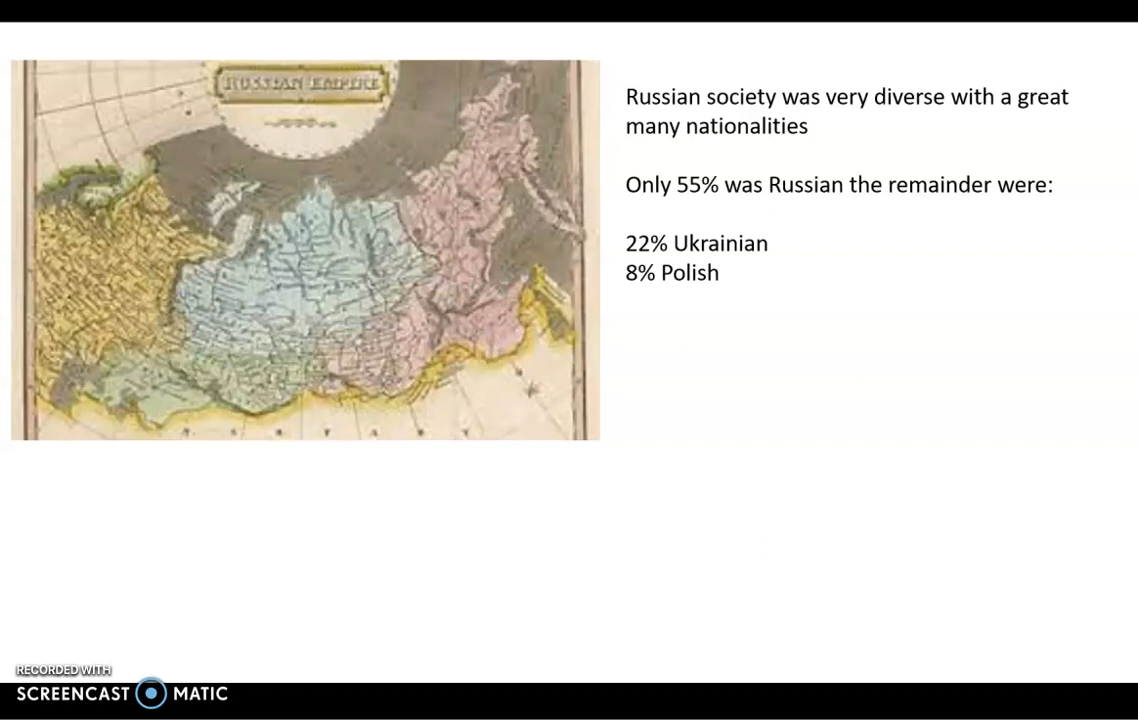 RUSSIAN EMPIRE
Russian society was very diverse with a great
many nationalities
Only 55% was Russian the remainder were:
22% Ukrainian
8% Polish
RECORDED WITH
SCREENCAST MATIC